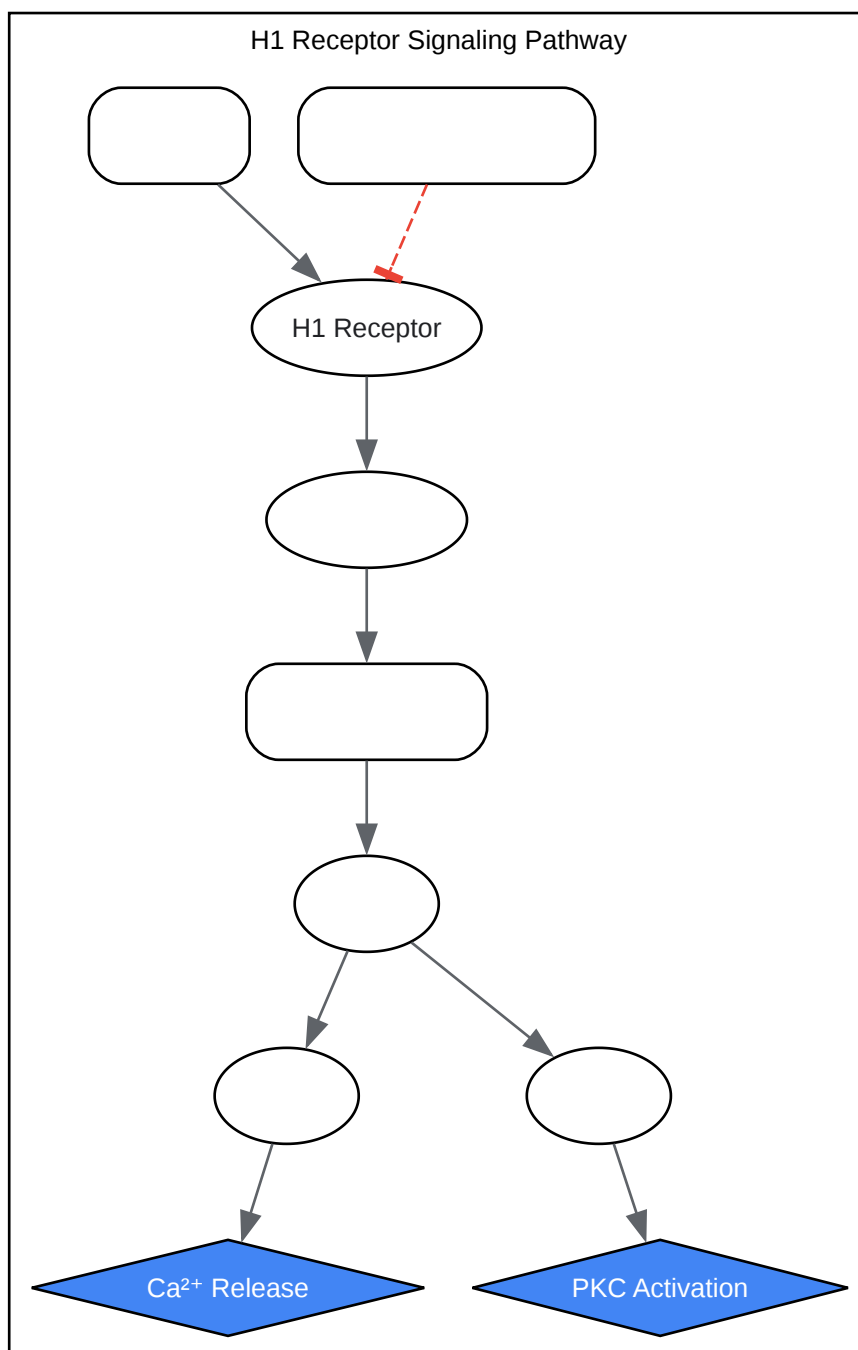 H1 Receptor Signaling Pathway
H1 Receptor
Ca²⁺ Release
PKC Activation